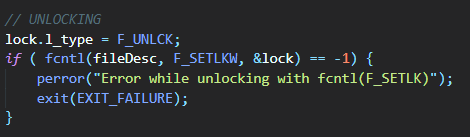 // UNLOCKING
lock.l_type = F_UNLCK;
if ( fcntl(fileDesc, F_SETLKW, &lock) == -1) {
    perror("Error while unlocking with fcntl(F_SETLK)");
    exit(EXIT_FAILURE);
}